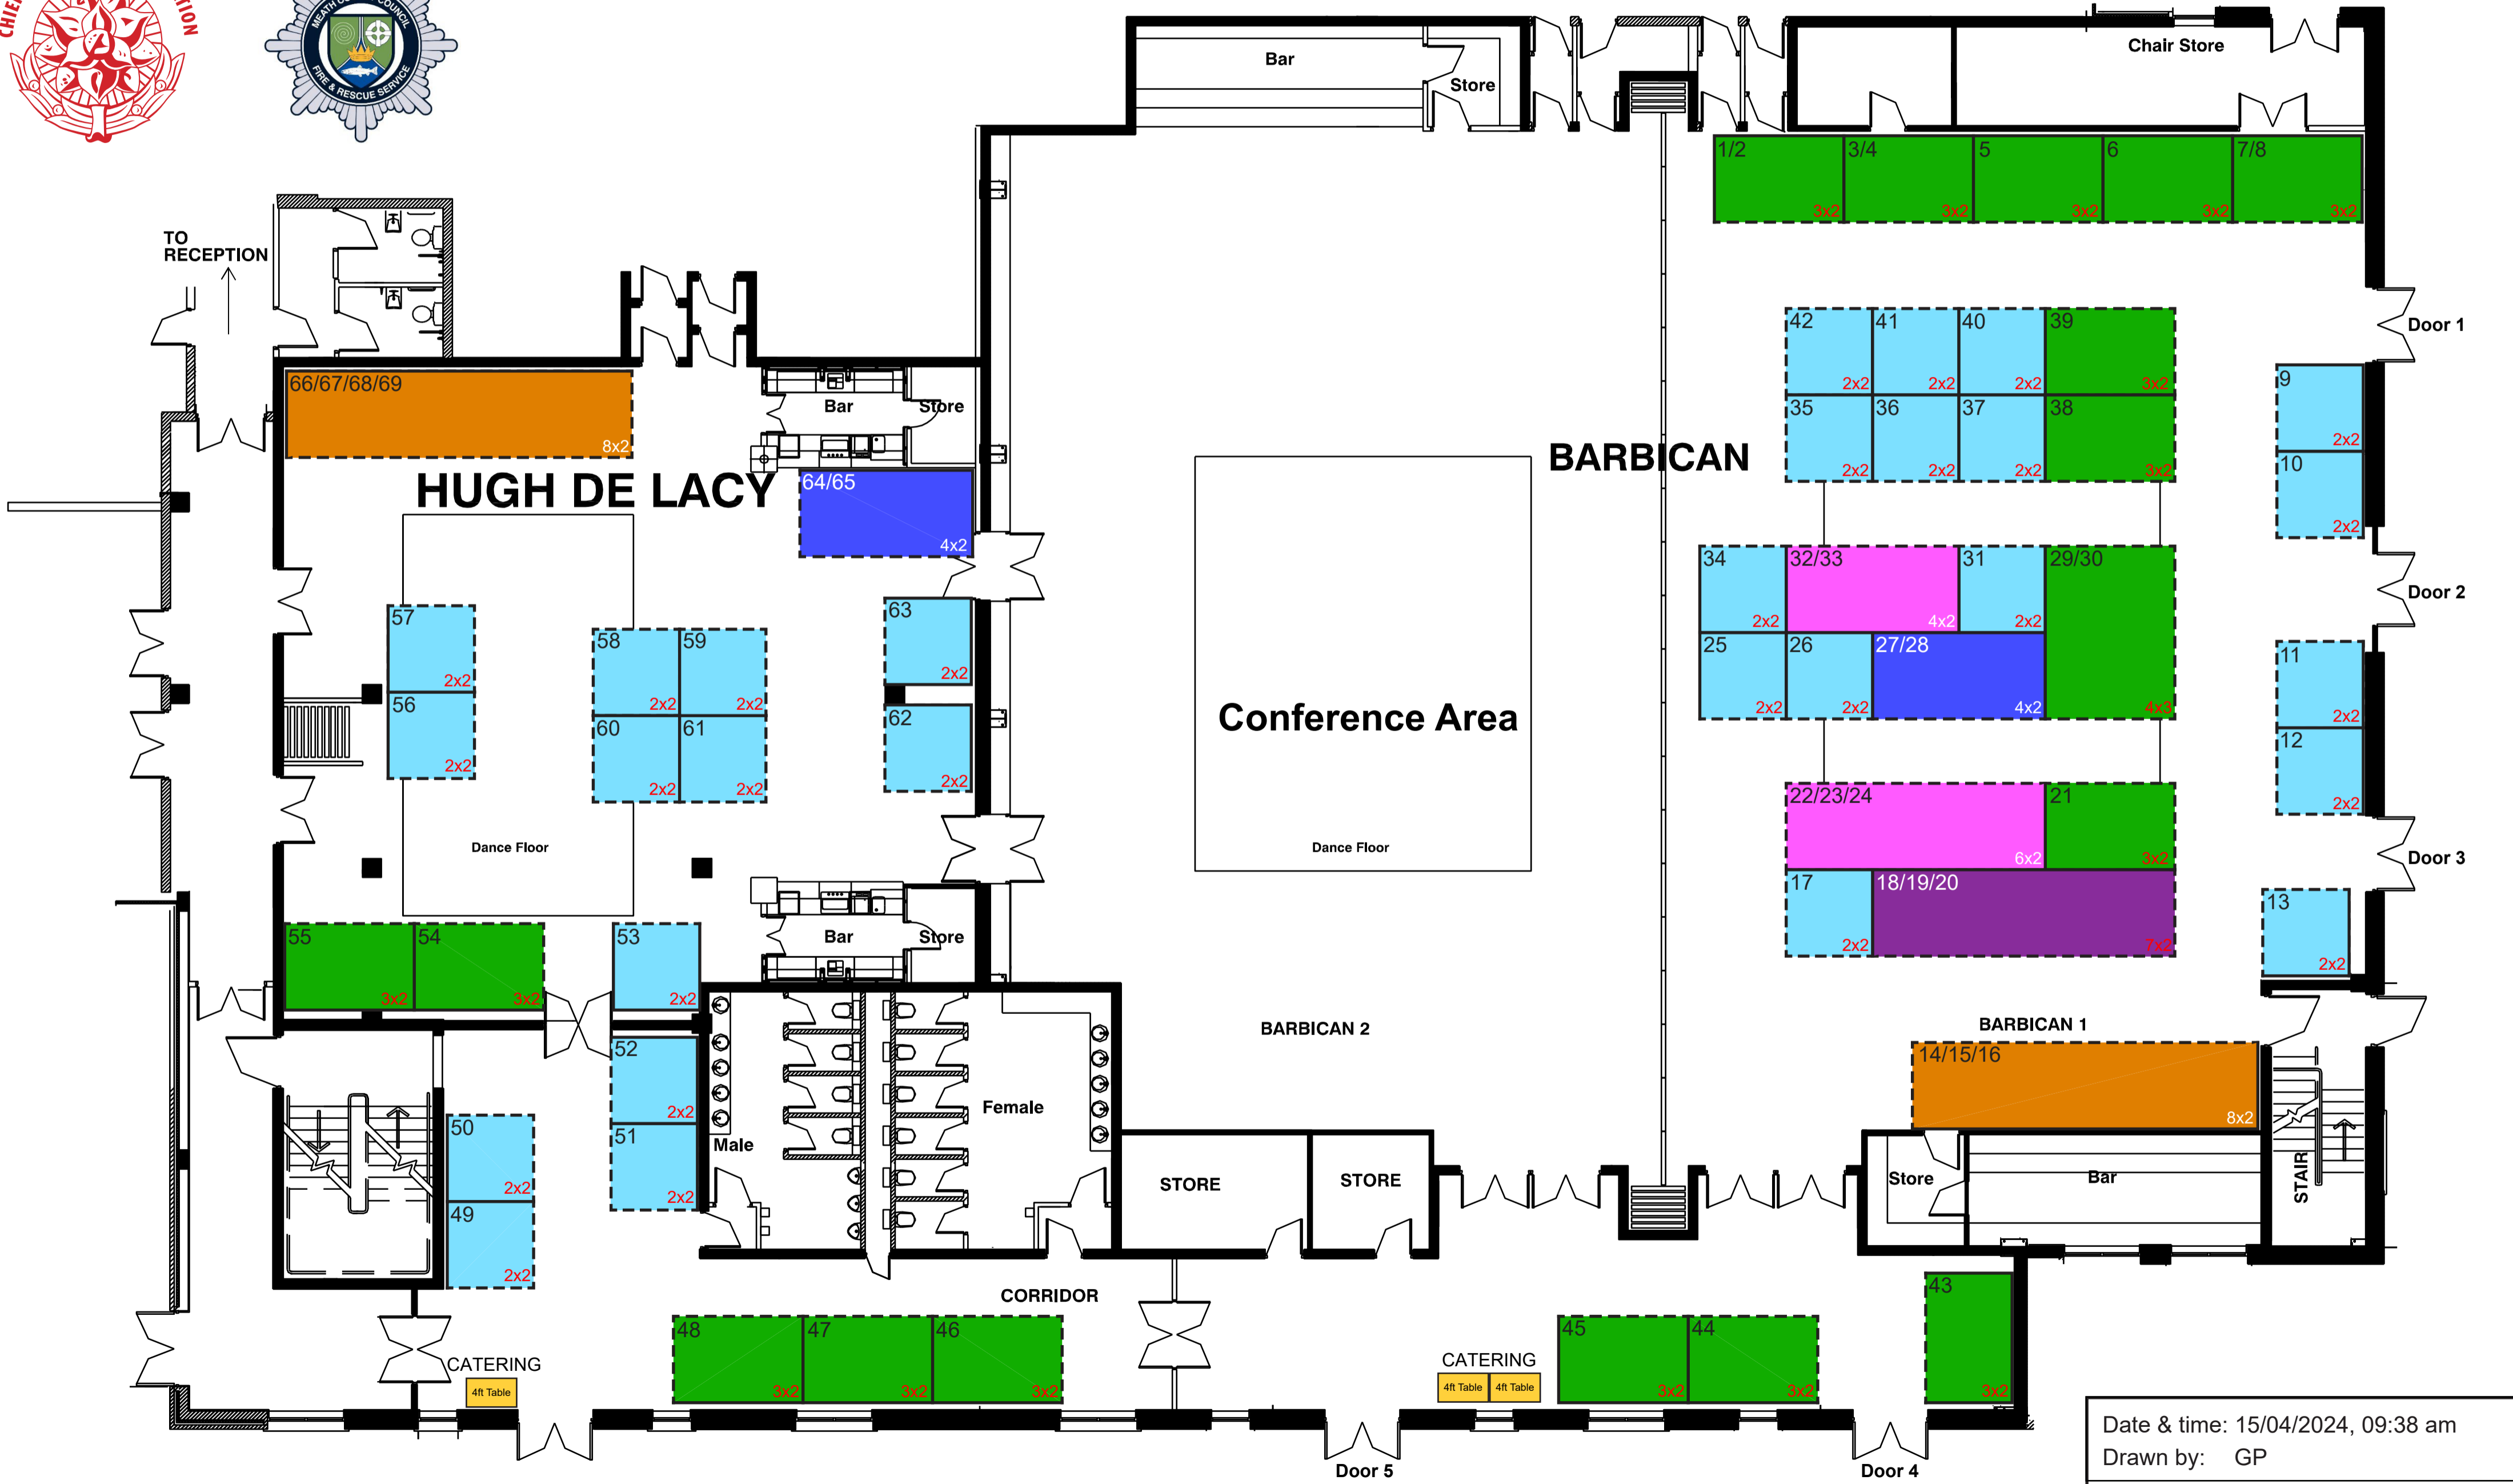 CHIEF
TION
MEATH COUNTY COUNCIL
FIRE & RESCUE SERVICE
Bar
Store
Chair Store
1/2
3x2
3/4
3x2
5
3x2
6
3x2
7/8
3x2
TO
RECEPTION
Door 1
42
2x2
41
2x2
40
2x2
39
3x2
35
2x2
36
2x2
37
2x2
38
3x2
9
2x2
10
2x2
66/67/68/69
8x2
Bar
Store
BARBICAN
HUGH DE LACY
64/65
4x2
34
2x2
32/33
4x2
31
2x2
29/30
4x3
Door 2
25
2x2
26
2x2
27/28
4x2
11
2x2
12
2x2
57
2x2
56
2x2
58
2x2
59
2x2
60
2x2
61
2x2
63
2x2
62
2x2
Conference Area
Dance Floor
Dance Floor
22/23/24
6x2
21
3x2
Door 3
17
2x2
18/19/20
7x2
13
2x2
55
3x2
54
3x2
53
2x2
Bar
Store
BARBICAN 2
BARBICAN 1
14/15/16
8x2
52
2x2
51
2x2
50
2x2
49
2x2
Male
Female
STORE
STORE
Store
Bar
STAIR
CORRIDOR
43
3x2
48
3x2
47
3x2
46
3x2
45
3x2
44
3x2
CATERING
4ft Table
CATERING
4ft Table
4ft Table
Door 5
Door 4
Date & time: 15/04/2024, 09:38 am
Drawn by: GP